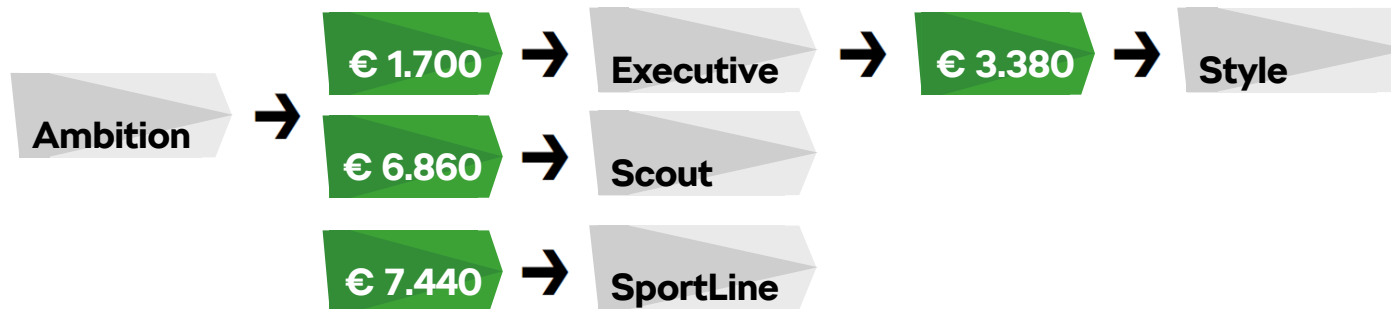 € 1.700 Executive € 3.380 Style
Ambition
€ 6.860 Scout
€ 7.440 SportLine